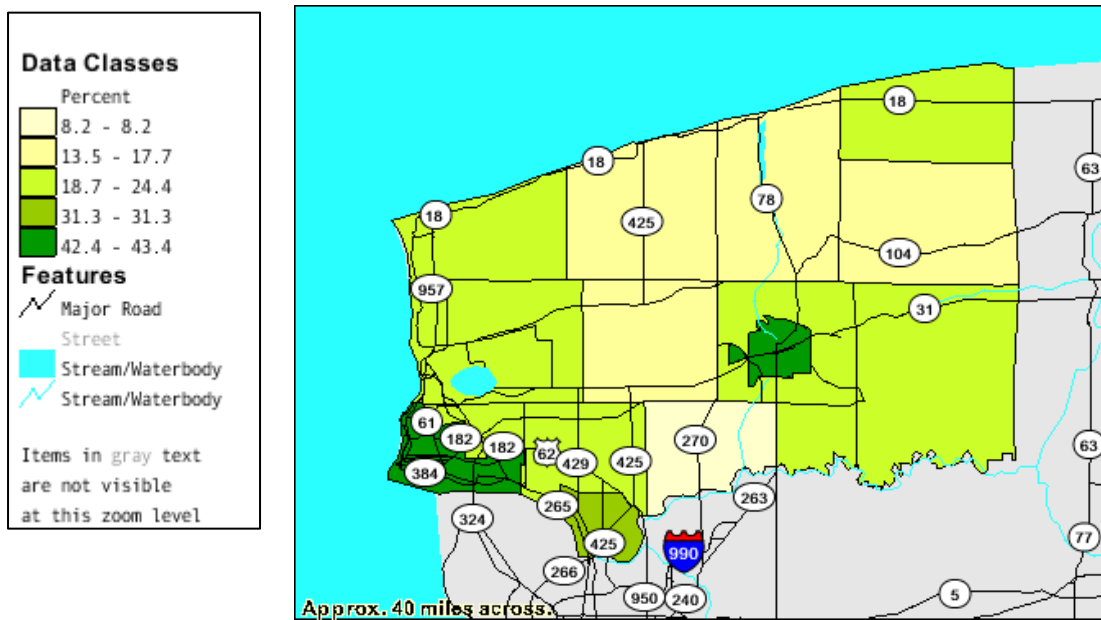 Data Classes
Percent
8.2 - 8.2
13.5 - 17.7
18.7 - 24.4
31.3 - 31.3
42.4 - 43.4
Features
Major Road
Street
Stream/Waterbody
Stream/Waterbody
Items in gray text
are not visible
at this zoom level
18
63
18
78
18
425
104
957
31
61
182
182
62
429
425
270
63
384
265
263
324
425
990
77
266
950
240
5
Approx. 40 miles across.